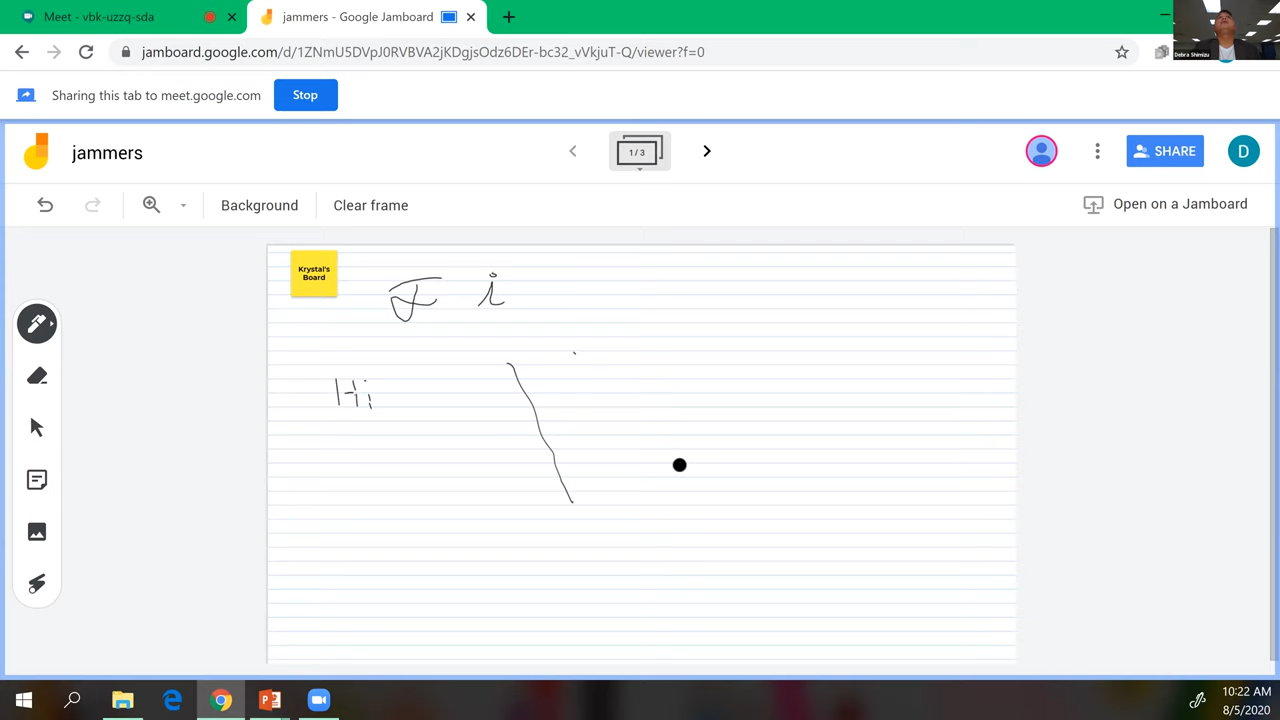 Meet - vbk-uzzq-sda
jammers - Google Jamboard
jamboard.google.com/d/1ZNmU5DVpJ0RVBVA2jKDgjsOdz6DEr-bc32_vVkjuT-Q/viewer?f=0
Debra Shimizu
Sharing this tab to meet.google.com
Stop
jammers
1 / 3
SHARE
D
Background
Clear frame
Open on a Jamboard
Krystal's
Board
F i
Hi
10:22 AM
8/5/2020